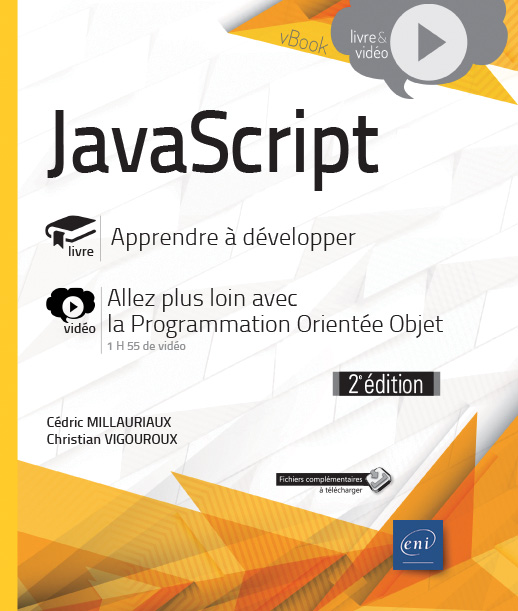 vBook
livre &
vidéo
JavaScript
livre
Apprendre à développer
vidéo
Allez plus loin avec
la Programmation Orientée Objet
1 H 55 de vidéo
2e édition
Cédric MILLAURIAUX
Christian VIGOUROUX
Fichiers complémentaires
à télécharger
eni